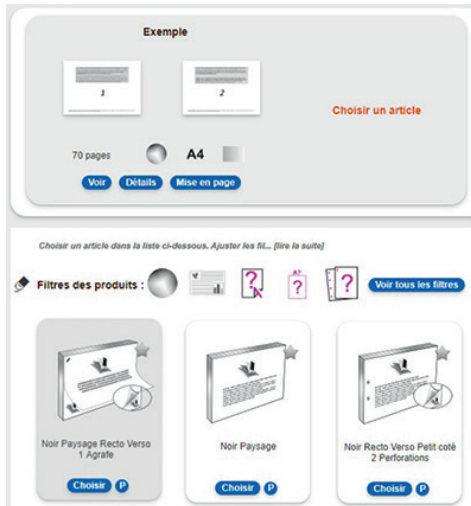 Exemple
1
2
Choisir un article
70 pages
A4
Voir
Détails
Mise en page
Choisir un article dans la liste ci-dessous. Ajuster les fil... [lire la suite]
Filtres des produits :
?
A?
?
?
Voir tous les filtres
Noir Paysage Recto Verso
1 Agrafe
Choisir
P
Noir Paysage
Choisir
P
Noir Recto Verso Petit coté
2 Perforations
Choisir
P